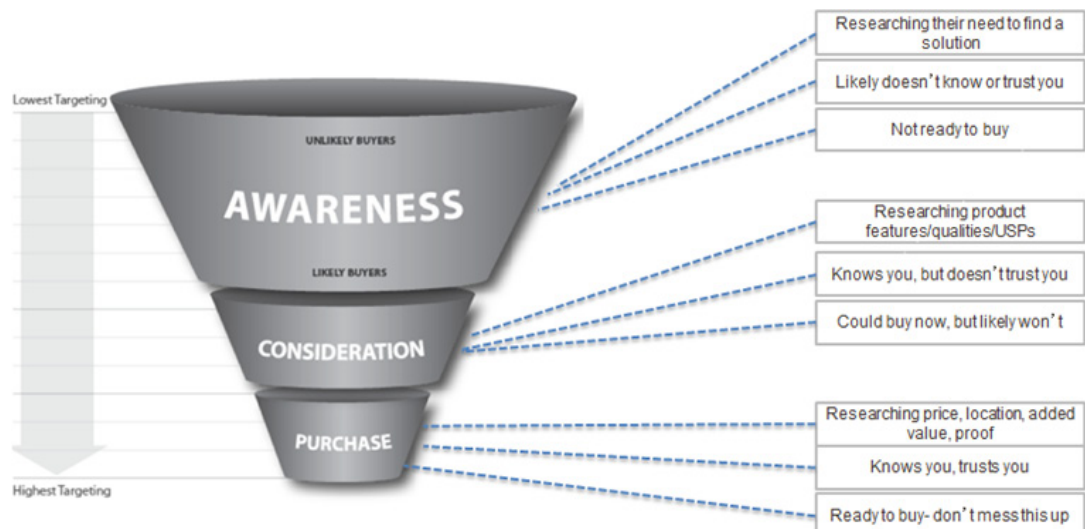 Lowest Targeting
UNLIKELY BUYERS
AWARENESS
LIKELY BUYERS
CONSIDERATION
PURCHASE
Highest Targeting
Researching their need to find a
solution
Likely doesn't know or trust you
Not ready to buy
Researching product
features/qualities/USPs
Knows you, but doesn't trust you
Could buy now, but likely won't
Researching price, location, added
value, proof
Knows you, trusts you
Ready to buy- don't mess this up